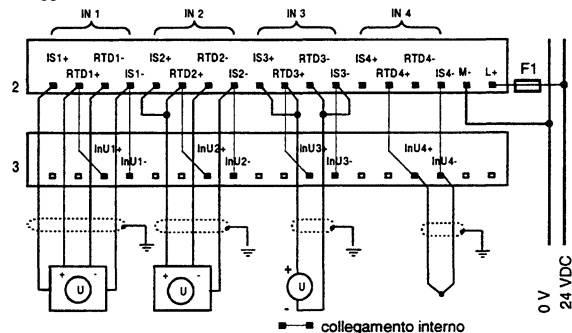 IN 1 IN 2 IN 3 IN 4
IS1+ RTD1- IS2+ RTD2- IS3+ RTD3- IS4+ RTD4-
RTD1+ IS1- RTD2+ IS2- RTD3+ IS3- RTD4+ IS4- M- L+ F1
2
InU1+ InU2+ InU3+ InU4+
3
InU1- InU2- InU3- InU4-
+ U -
+ U -
+
U
-
0 V
24 VDC
collegamento interno